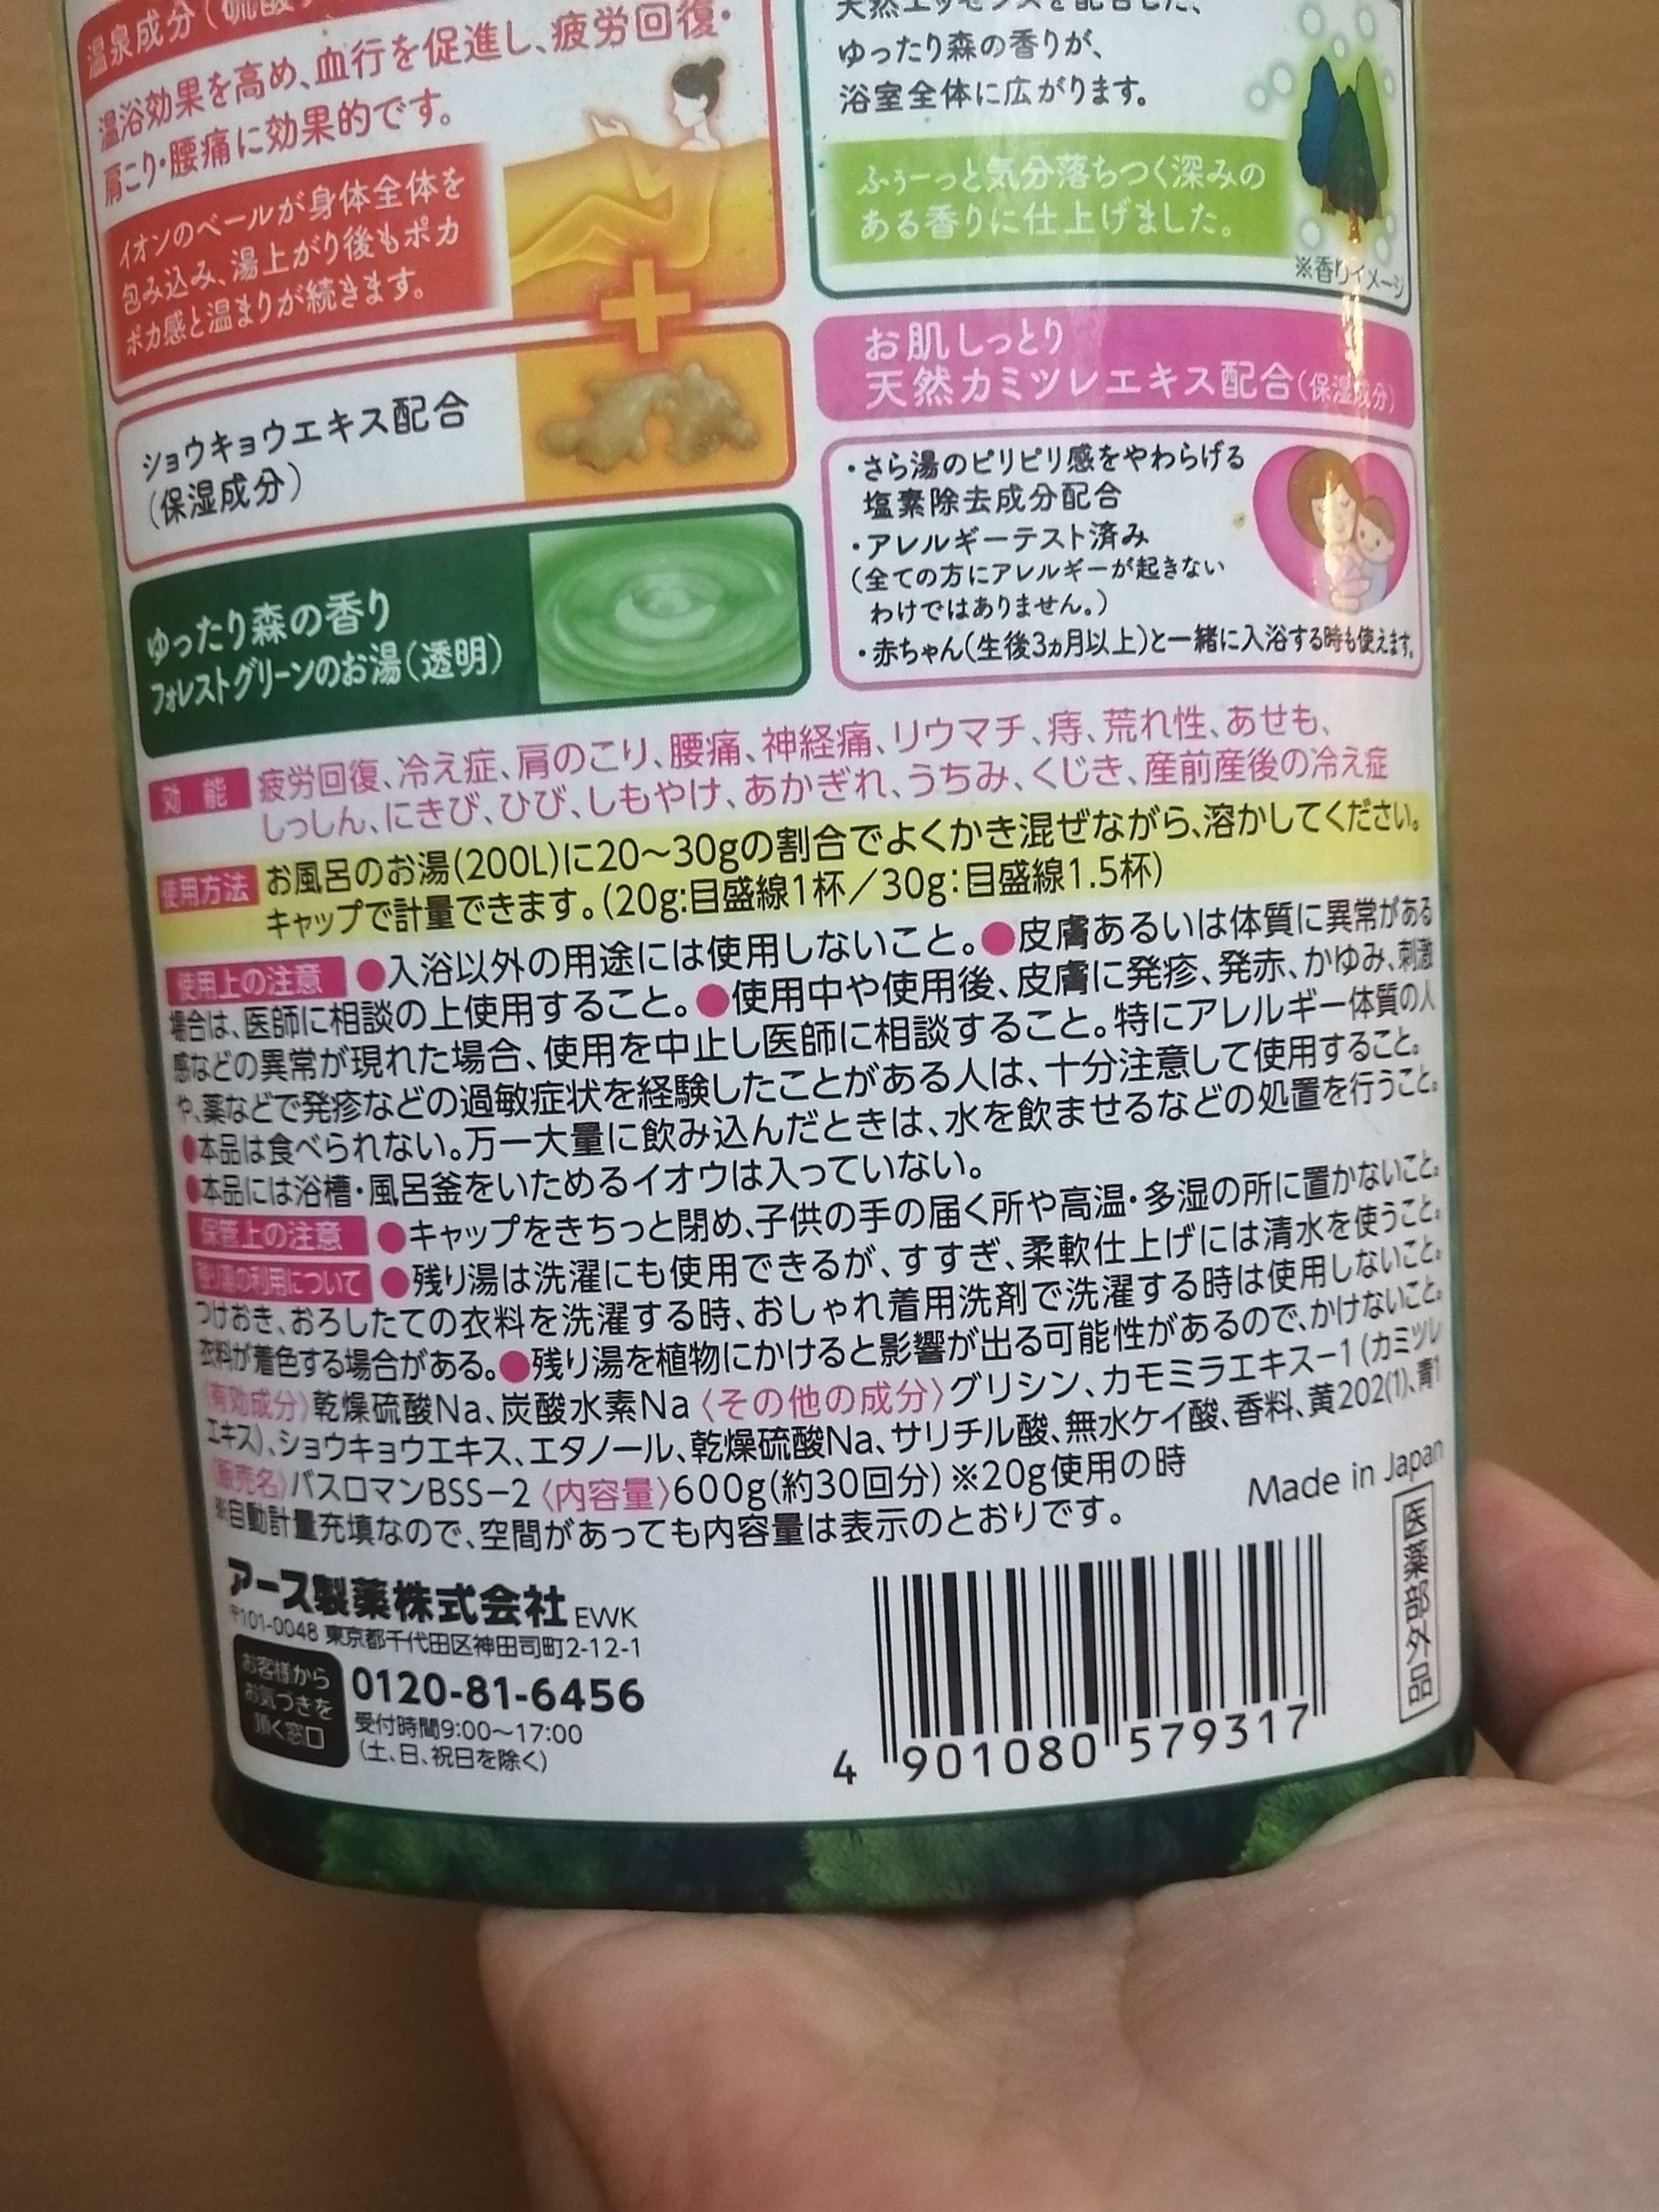 温泉成分(硫酸
温浴効果を高め、血行を促進し、疲労回復・
肩こり・腰痛に効果的です。
イオンのベールが身体全体を
包み込み、湯上がり後もポカ
ポカ感と温まりが続きます。
ショウキョウエキス配合
(保湿成分)
ゆったり森の香り
フォレストグリーンのお湯(透明)
天然エッセンスを配合した、
ゆったり森の香りが、
浴室全体に広がります。
ふぅーっと気分落ちつく深みの
ある香りに仕上げました。
※香りイメージ
お肌しっとり
天然カミツレエキス配合(保湿成分)
・さら湯のピリピリ感をやわらげる
塩素除去成分配合
・アレルギーテスト済み
(全ての方にアレルギーが起きない
わけではありません。)
・赤ちゃん(生後3ヵ月以上)と一緒に入浴する時も使えます。
効 能 疲労回復、冷え症、肩のこり、腰痛、神経痛、リウマチ、痔、荒れ性、あせも、
しっしん、にきび、ひび、しもやけ、あかぎれ、うちみ、くじき、産前産後の冷え症
使用方法 お風呂のお湯(200L)に20〜30gの割合でよくかき混ぜながら、溶かしてください。
キャップで計量できます。(20g:目盛線1杯/30g:目盛線1.5杯)
使用上の注意 ●入浴以外の用途には使用しないこと。●皮膚あるいは体質に異常がある
場合は、医師に相談の上使用すること。●使用中や使用後、皮膚に発疹、発赤、かゆみ、刺激
感などの異常が現れた場合、使用を中止し医師に相談すること。特にアレルギー体質の人
や、薬などで発疹などの過敏症状を経験したことがある人は、十分注意して使用すること。
●本品は食べられない。万一大量に飲み込んだときは、水を飲ませるなどの処置を行うこと。
●本品には浴槽・風呂釜をいためるイオウは入っていない。
保管上の注意 ●キャップをきちっと閉め、子供の手の届く所や高温・多湿の所に置かないこと。
残り湯の利用について ●残り湯は洗濯にも使用できるが、すすぎ、柔軟仕上げには清水を使うこと。
つけおき、おろしたての衣料を洗濯する時、おしゃれ着用洗剤で洗濯する時は使用しないこと。
衣料が着色する場合がある。●残り湯を植物にかけると影響が出る可能性があるので、かけないこと。
〈有効成分〉乾燥硫酸Na、炭酸水素Na〈その他の成分〉グリシン、カモミラエキス-1(カミツレ
エキス)、ショウキョウエキス、エタノール、乾燥硫酸Na、サリチル酸、無水ケイ酸、香料、黄202(1)、青1
〈販売名〉バスロマンBSS-2〈内容量〉600g(約30回分)※20g使用の時
※自動計量充填なので、空間があっても内容量は表示のとおりです。
Made in Japan
医薬部外品
アース製薬株式会社 EWK
〒101-0048 東京都千代田区神田司町2-12-1
お客様から
お気づきを
頂く窓口
0120-81-6456
受付時間9:00〜17:00
(土、日、祝日を除く)
4 901080 579317